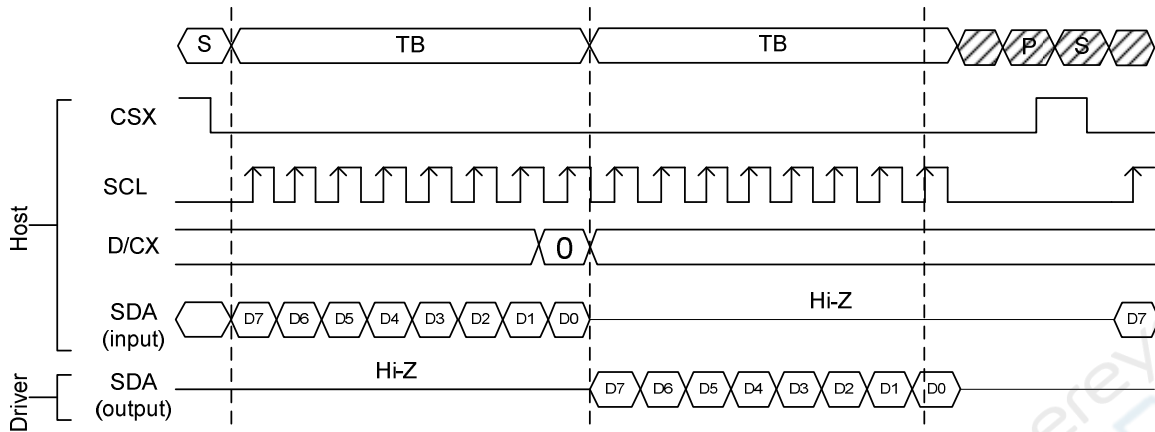 S TB TB P S
CSX
SCL
D/CX 0
Hi-Z
SDA
(input)
D7 D6 D5 D4 D3 D2 D1 D0 D7
Hi-Z
SDA
(output)
D7 D6 D5 D4 D3 D2 D1 D0
Host
Driver